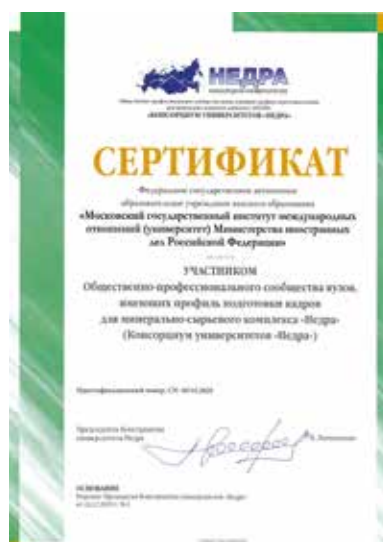 НЕДРА
«КОНСОРЦИУМ УНИВЕРСИТЕТОВ «НЕДРА»
СЕРТИФИКАТ
Федеральное государственное автономное
образовательное учреждение высшего образования
«Московский государственный институт международных
отношений (университет) Министерства иностранных
дел Российской Федерации»
УЧАСТНИКОМ
Общественно-профессионального сообщества вузов,
имеющих профиль подготовки кадров
для минерально-сырьевого комплекса «Недра»
(Консорциум университетов «Недра»)
Идентификационный номер:
Председатель Консорциума
университетов Недра
ОСНОВАНИЕ